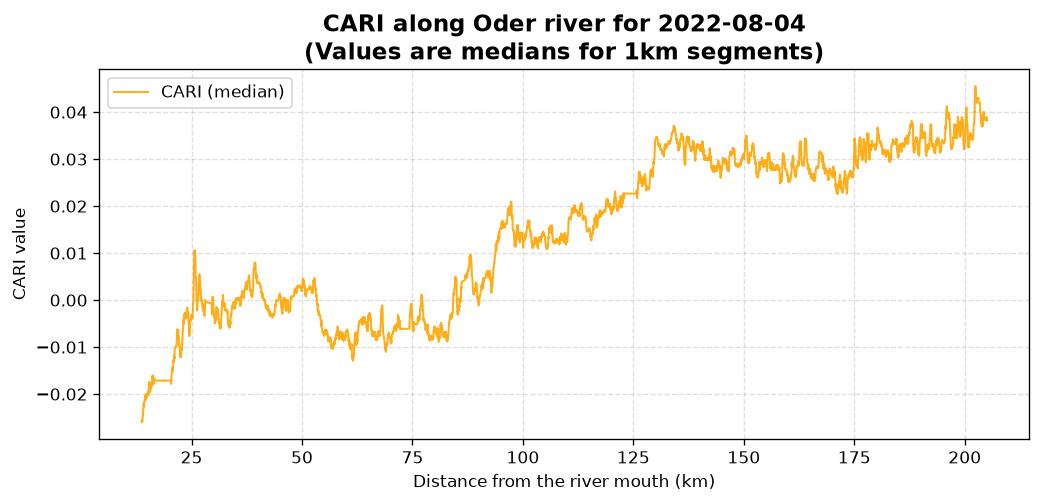 CARI along Oder river for 2022-08-04
(Values are medians for 1km segments)
CARI (median)
CARI value
0.04
0.03
0.02
0.01
0.00
−0.01
−0.02
25 50 75 100 125 150 175 200
Distance from the river mouth (km)